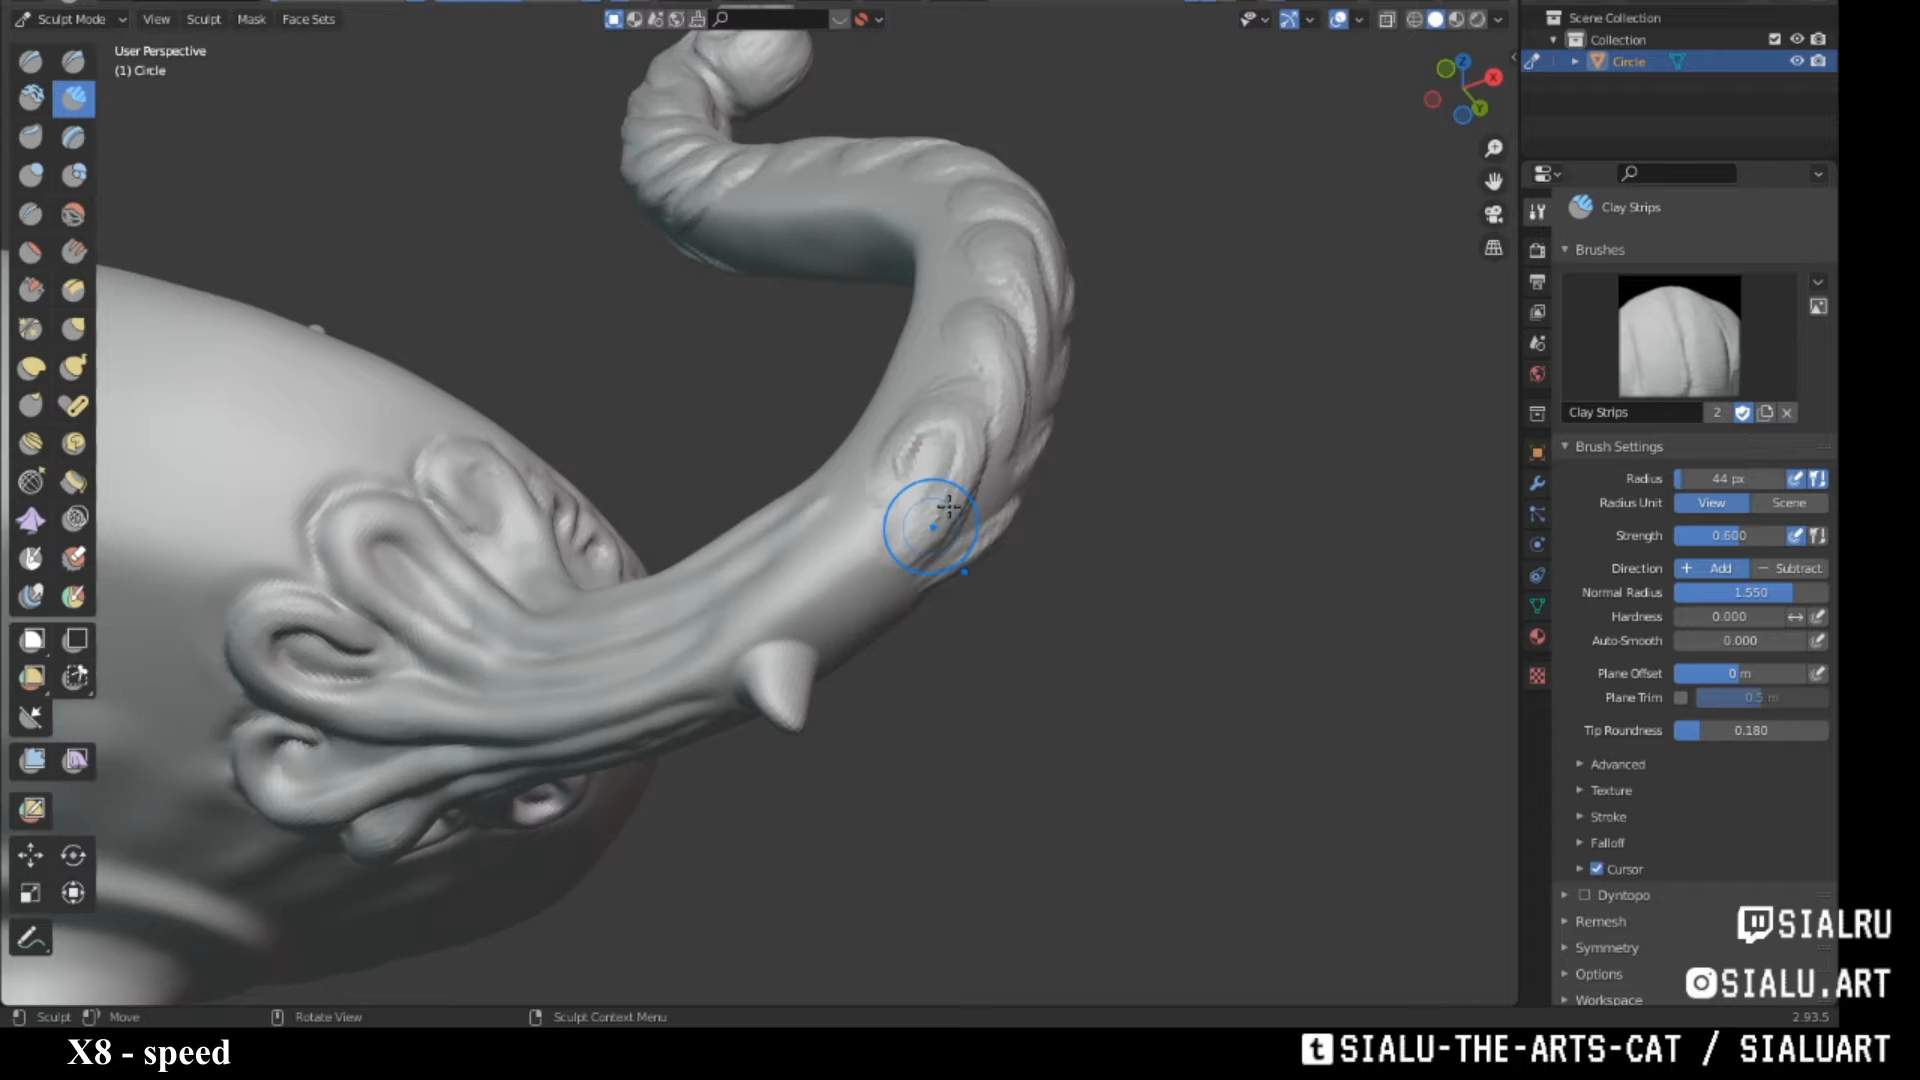 Sculpt Mode View Sculpt Mask Face Sets
User Perspective
(1) Circle
Scene Collection
Collection
Circle
Clay Strips
Brushes
Clay Strips 2
Brush Settings
Radius 44 px
Radius Unit View Scene
Strength 0.600
Direction + Add − Subtract
Normal Radius 1.550
Hardness 0.000
Auto-Smooth 0.000
Plane Offset 0 m
Plane Trim 0.5 m
Tip Roundness 0.180
Advanced
Texture
Stroke
Falloff
Cursor
Dyntopo
Remesh
Symmetry
Options
Workspace
X
Y
Z
SIALRU
SIALU.ART
Sculpt Move Rotate View Sculpt Context Menu 2.93.5
X8 - speed
t SIALU-THE-ARTS-CAT / SIALUART